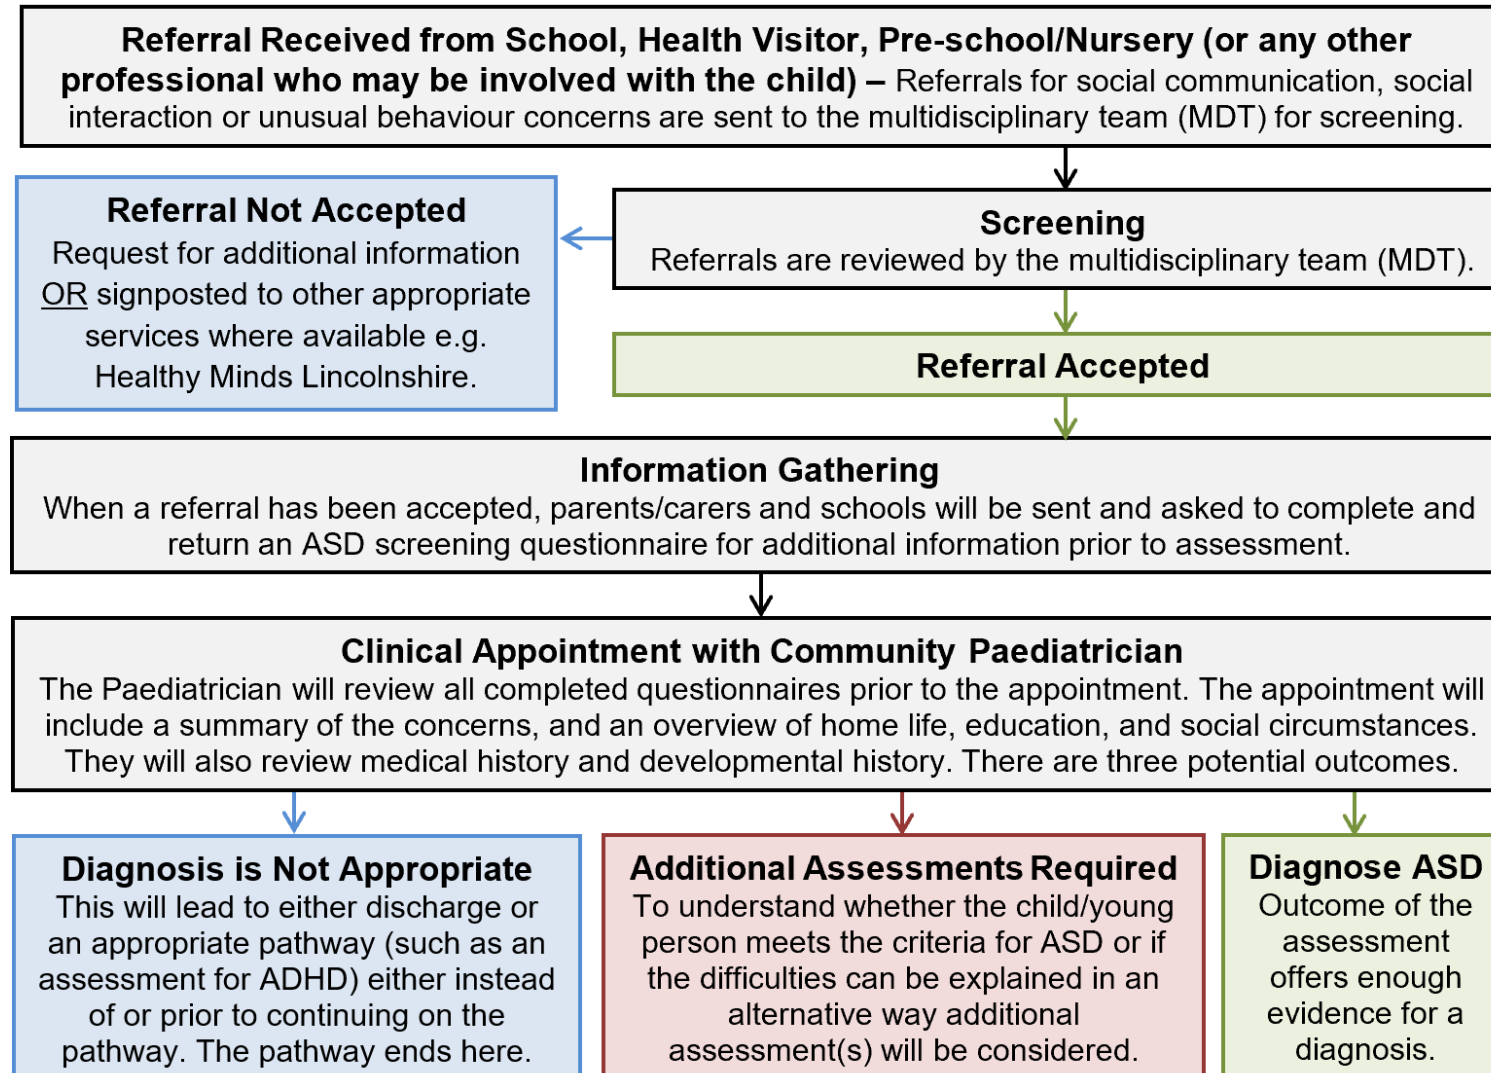 Referral Received from School, Health Visitor, Pre-school/Nursery (or any other
professional who may be involved with the child) – Referrals for social communication, social
interaction or unusual behaviour concerns are sent to the multidisciplinary team (MDT) for screening.
Referral Not Accepted
Request for additional information
OR signposted to other appropriate
services where available e.g.
Healthy Minds Lincolnshire.
Screening
Referrals are reviewed by the multidisciplinary team (MDT).
Referral Accepted
Information Gathering
When a referral has been accepted, parents/carers and schools will be sent and asked to complete and
return an ASD screening questionnaire for additional information prior to assessment.
Clinical Appointment with Community Paediatrician
The Paediatrician will review all completed questionnaires prior to the appointment. The appointment will
include a summary of the concerns, and an overview of home life, education, and social circumstances.
They will also review medical history and developmental history. There are three potential outcomes.
Diagnosis is Not Appropriate
This will lead to either discharge or
an appropriate pathway (such as an
assessment for ADHD) either instead
of or prior to continuing on the
pathway. The pathway ends here.
Additional Assessments Required
To understand whether the child/young
person meets the criteria for ASD or if
the difficulties can be explained in an
alternative way additional
assessment(s) will be considered.
Diagnose ASD
Outcome of the
assessment
offers enough
evidence for a
diagnosis.